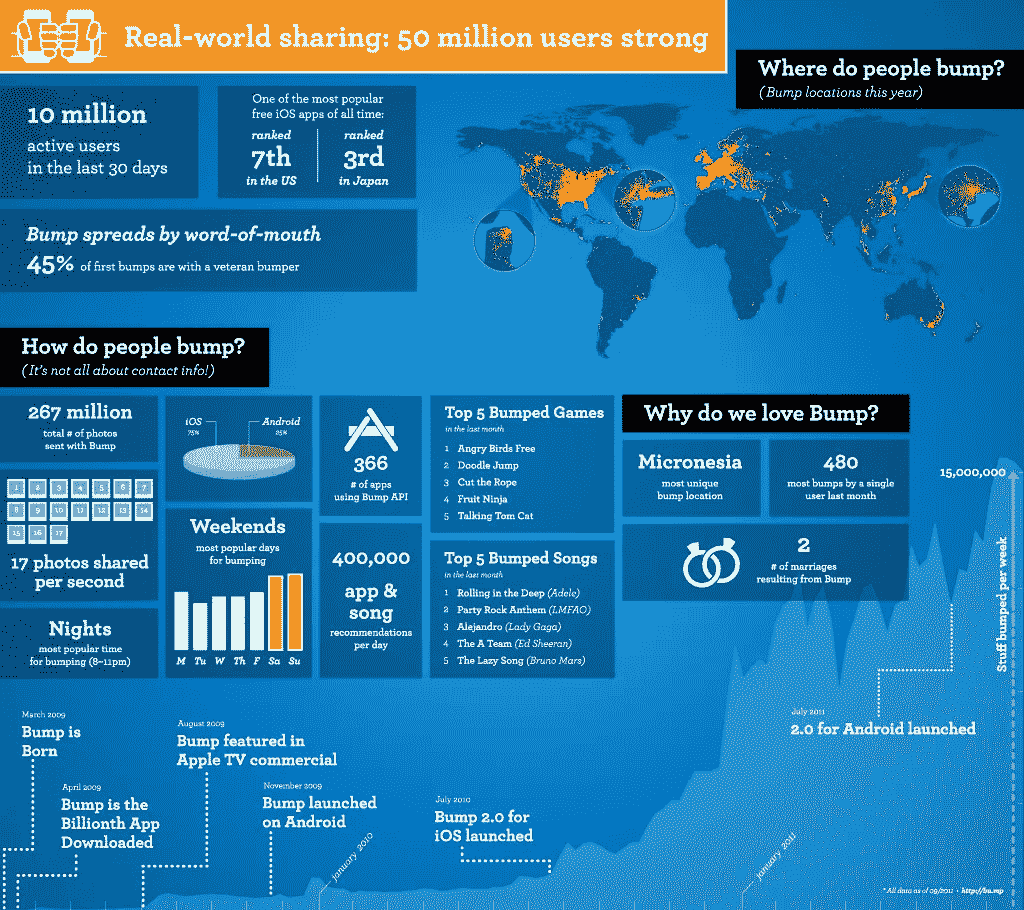 Real-world sharing: 50 million users strong
Where do people bump?
(Bump locations this year)
10 million
active users
in the last 30 days
One of the most popular
free iOS apps of all time:
ranked
7th
in the US
ranked
3rd
in Japan
Bump spreads by word-of-mouth
45% of first bumps are with a veteran bumper
How do people bump?
(It's not all about contact info!)
267 million
total # of photos
sent with Bump
1 2 3 4 5 6 7
8 9 10 11 12 13 14
15 16 17
17 photos shared
per second
Nights
most popular time
for bumping (8-11pm)
iOS
75%
Android
25%
Weekends
most popular days
for bumping
M Tu W Th F Sa Su
366
# of apps
using Bump API
400,000
app &
song
recommendations
per day
Top 5 Bumped Games
in the last month
1 Angry Birds Free
2 Doodle Jump
3 Cut the Rope
4 Fruit Ninja
5 Talking Tom Cat
Top 5 Bumped Songs
in the last month
1 Rolling in the Deep (Adele)
2 Party Rock Anthem (LMFAO)
3 Alejandro (Lady Gaga)
4 The A Team (Ed Sheeran)
5 The Lazy Song (Bruno Mars)
Why do we love Bump?
Micronesia
most unique
bump location
480
most bumps by a single
user last month
2
# of marriages
resulting from Bump
15,000,000
Stuff bumped per week
March 2009
Bump is
Born
April 2009
Bump is the
Billionth App
Downloaded
August 2009
Bump featured in
Apple TV commercial
November 2009
Bump launched
on Android
january 2010
July 2010
Bump 2.0 for
iOS launched
january 2011
July 2011
2.0 for Android launched
* All data as of 09/2011 · http://bu.mp